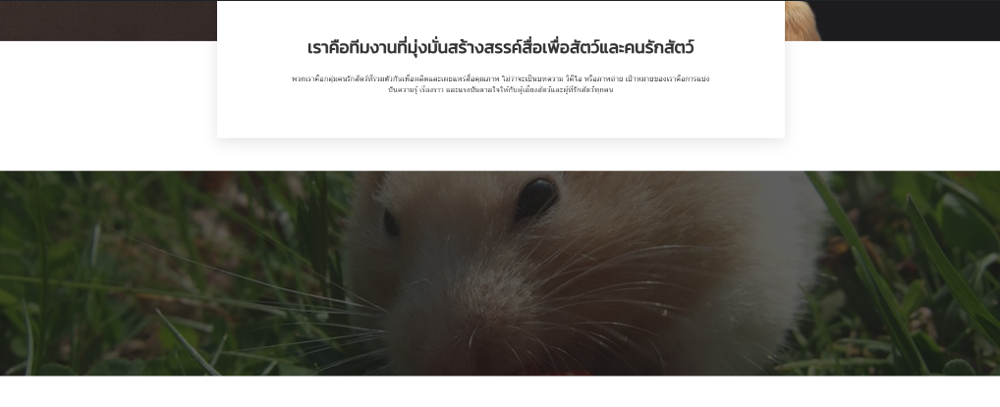 เราคือทีมงานที่มุ่งมั่นสร้างสรรค์สื่อเพื่อสัตว์และคนรักสัตว์
พวกเราคือกลุ่มคนรักสัตว์ที่รวมตัวกันเพื่อผลิตและเผยแพร่สื้อคุณภาพ ไม่ว่าจะเป็นบทความ วิดีโอ หรือภาพถ่าย เป้าหมายของเราคือการแบ่ง
ปันความรู้ เรื่องราว และแรงบันดาลใจให้กับผู้เลี้ยงสัตว์และผู้ที่รักสัตว์ทุกคน